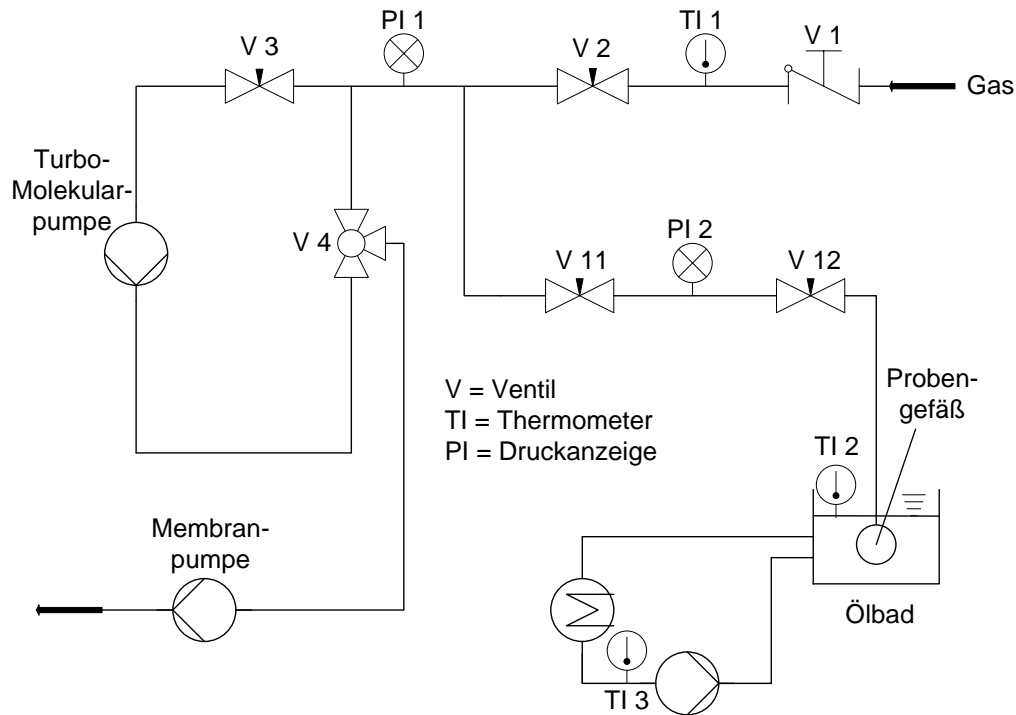 PI 1
TI 1
V 1
V 3
V 2
Gas
Turbo-
Molekular-
pumpe
V 4
PI 2
V 11
V 12
V = Ventil
TI = Thermometer
PI = Druckanzeige
Proben-
gefäß
TI 2
Membran-
pumpe
Ölbad
TI 3